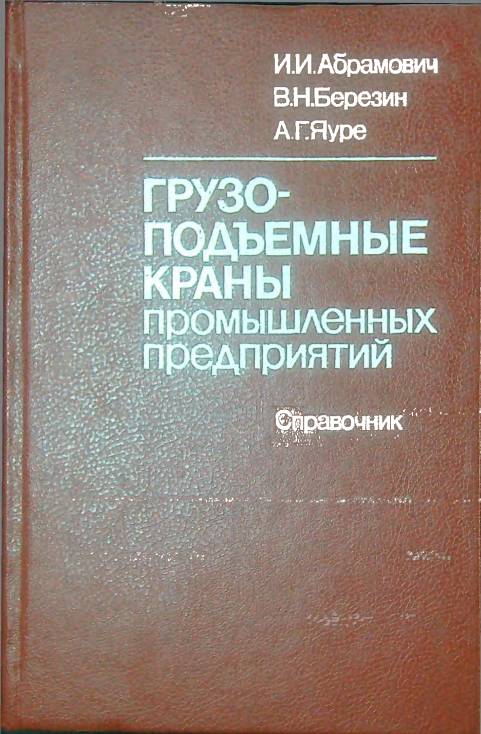 И.И.Абрамович
В.Н.Березин
А.Г.Яуре
ГРУЗО-
ПОДЪЕМНЫЕ
КРАНЫ
промышленных
предприятий
Справочник